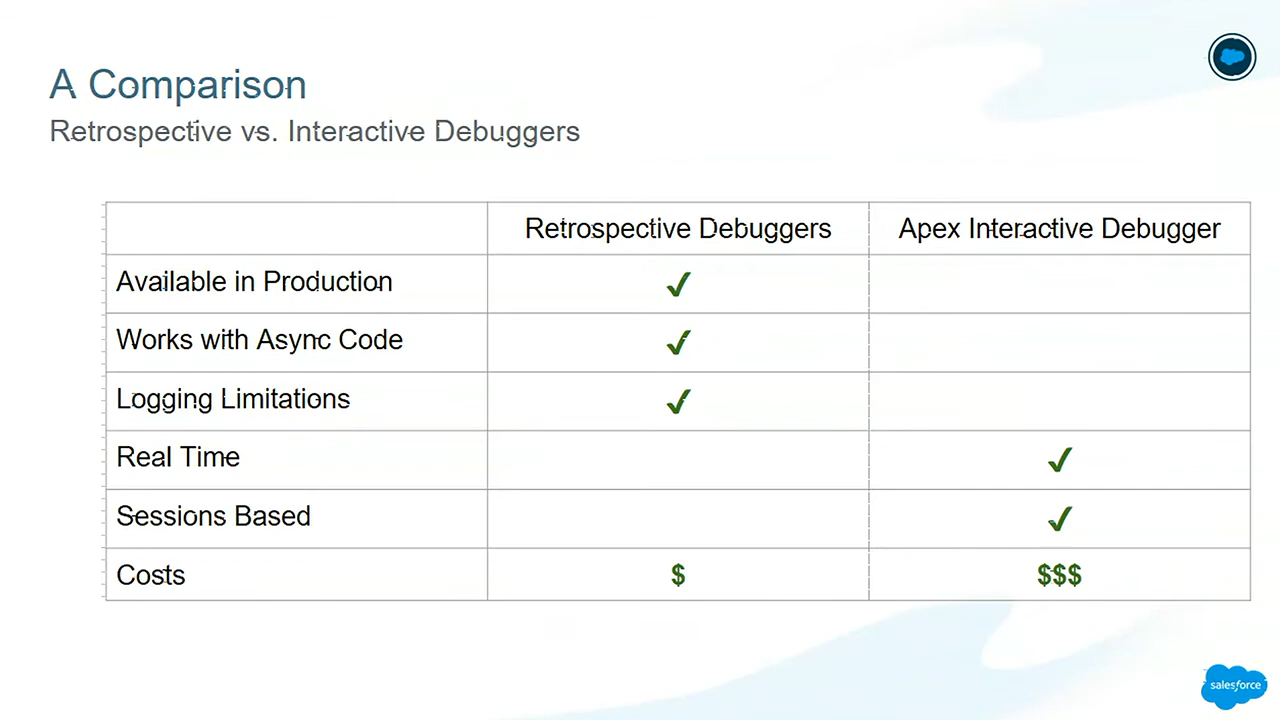 A Comparison
Retrospective vs. Interactive Debuggers
Retrospective Debuggers Apex Interactive Debugger
Available in Production ✓
Works with Async Code ✓
Logging Limitations ✓
Real Time ✓
Sessions Based ✓
Costs $ $$$
salesforce